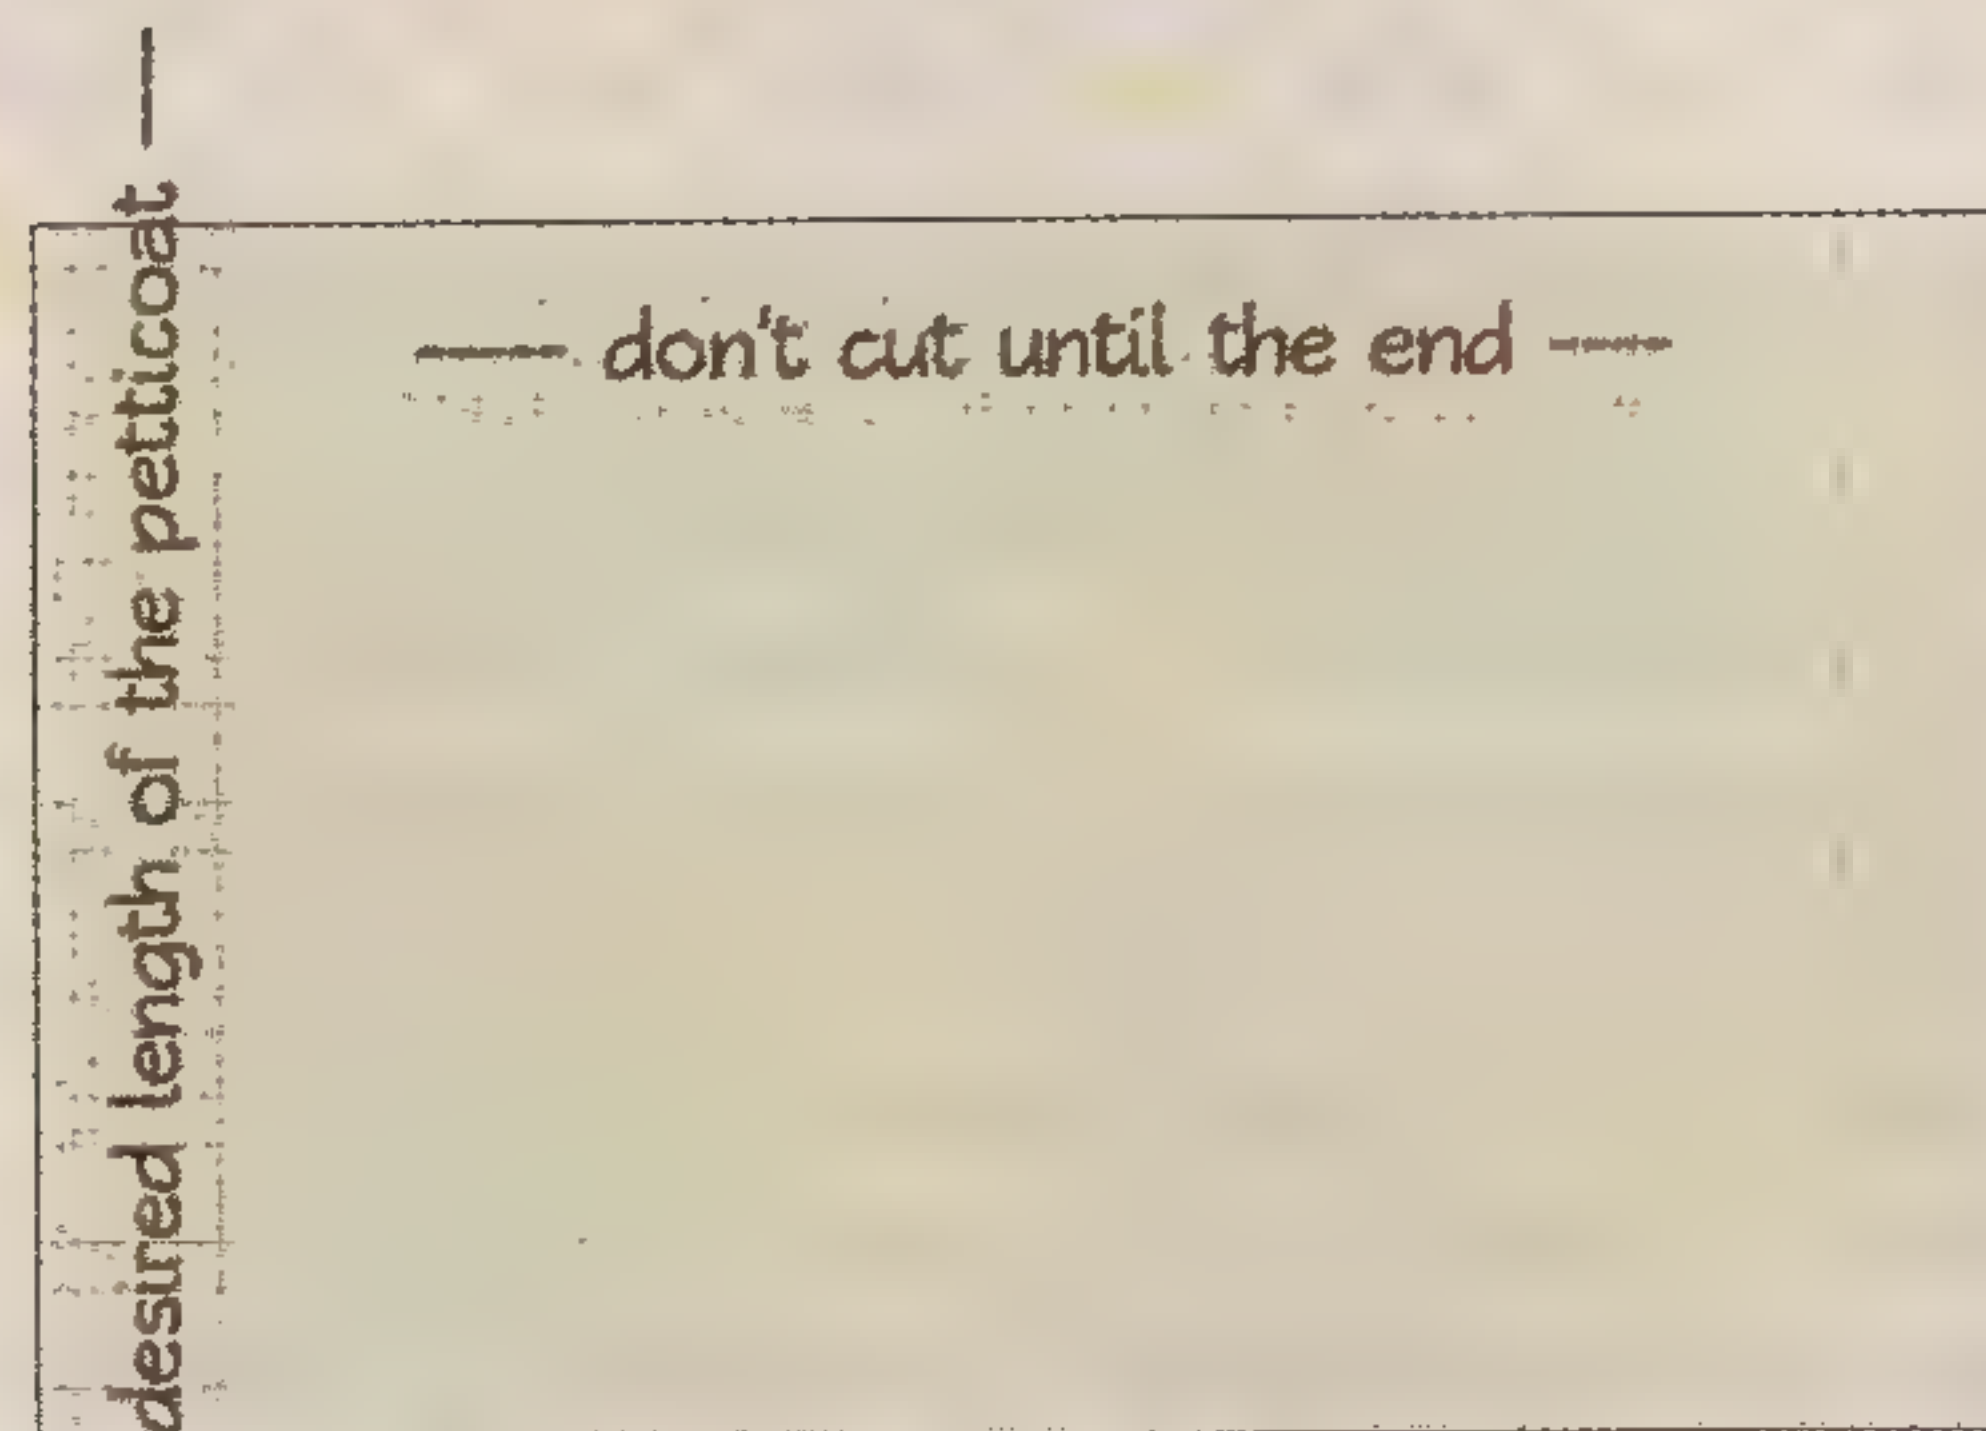 — don't cut until the end —
desired length of the petticoat —